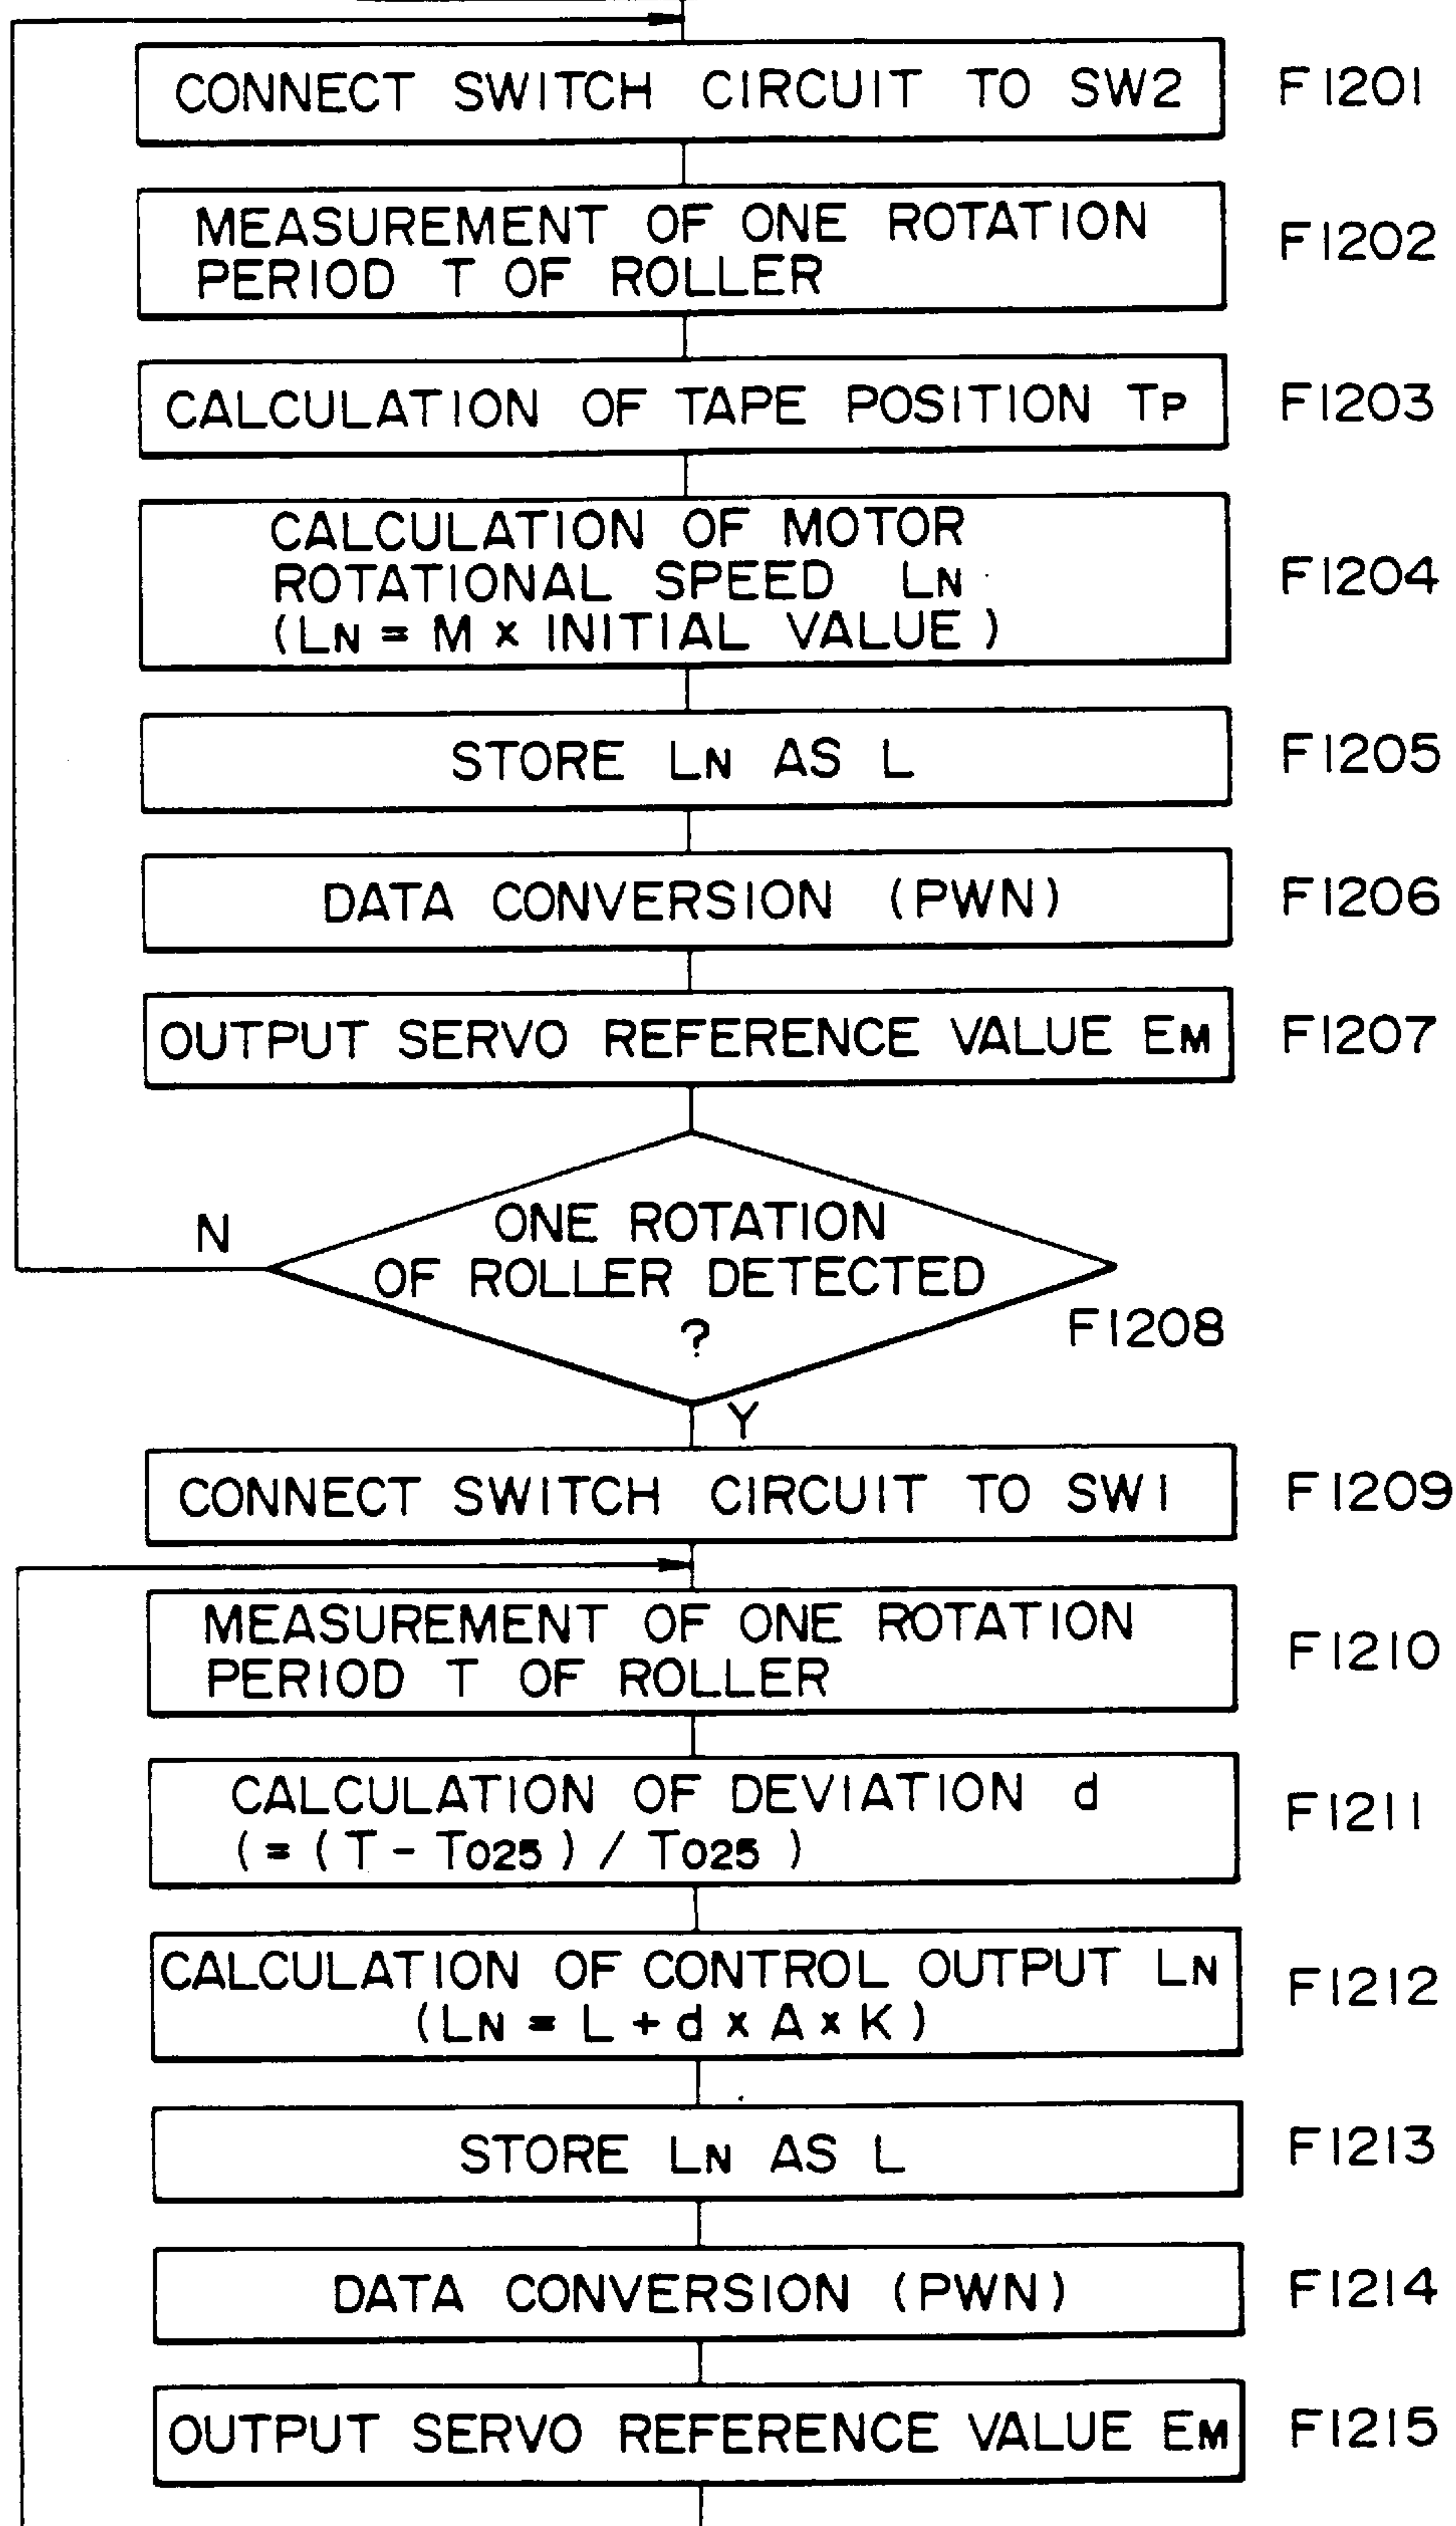 CONNECT SWITCH CIRCUIT TO SW2 F1201
MEASUREMENT OF ONE ROTATION
PERIOD T OF ROLLER
F1202
CALCULATION OF TAPE POSITION TP F1203
CALCULATION OF MOTOR
ROTATIONAL SPEED LN
(LN = M × INITIAL VALUE)
F1204
STORE LN AS L F1205
DATA CONVERSION (PWN) F1206
OUTPUT SERVO REFERENCE VALUE EM F1207
N
ONE ROTATION
OF ROLLER DETECTED
?
F1208
Y
CONNECT SWITCH CIRCUIT TO SW1 F1209
MEASUREMENT OF ONE ROTATION
PERIOD T OF ROLLER
F1210
CALCULATION OF DEVIATION d
(= (T - T025) / T025)
F1211
CALCULATION OF CONTROL OUTPUT LN
(LN = L + d × A × K)
F1212
STORE LN AS L F1213
DATA CONVERSION (PWN) F1214
OUTPUT SERVO REFERENCE VALUE EM F1215